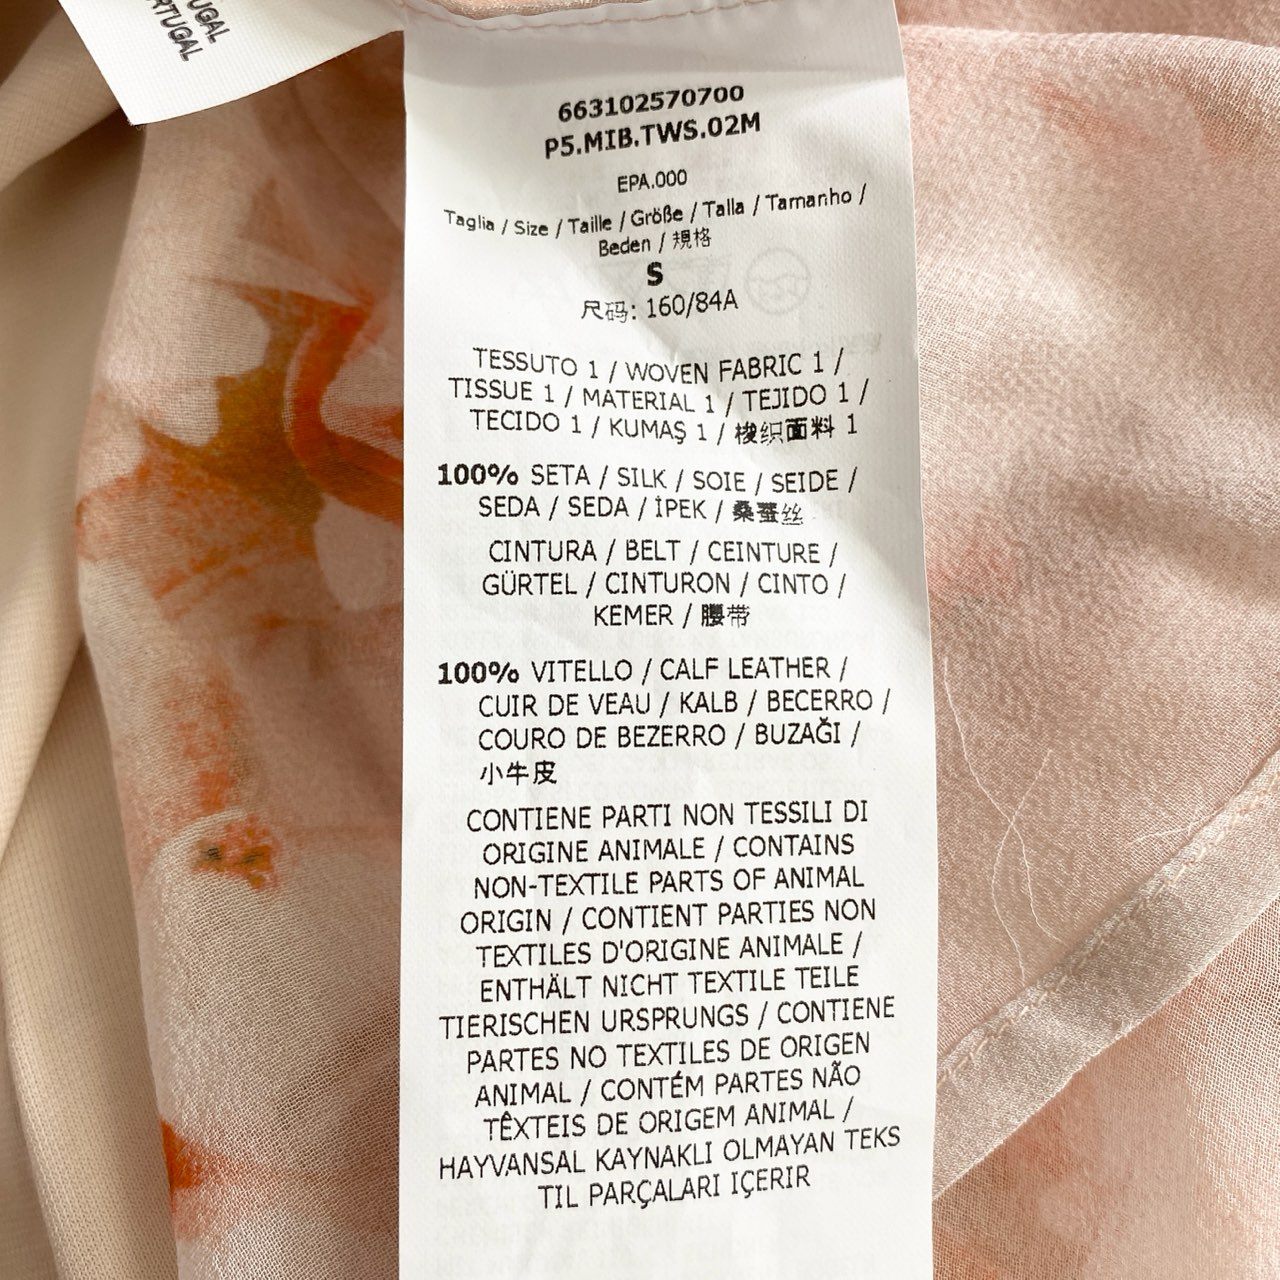 PORTUGAL
663102570700
P5.MIB.TWS.02M
EPA.000
Taglia / Size / Taille / Größe / Talla / Tamanho /
Beden / 規格
S
尺码: 160/84A
TESSUTO 1 / WOVEN FABRIC 1 /
TISSUE 1 / MATERIAL 1 / TEJIDO 1 /
TECIDO 1 / KUMAŞ 1 / 梭织面料 1
100% SETA / SILK / SOIE / SEIDE /
SEDA / SEDA / İPEK / 桑蚕丝
CINTURA / BELT / CEINTURE /
GÜRTEL / CINTURON / CINTO /
KEMER / 腰带
100% VITELLO / CALF LEATHER /
CUIR DE VEAU / KALB / BECERRO /
COURO DE BEZERRO / BUZAĞI /
小牛皮
CONTIENE PARTI NON TESSILI DI
ORIGINE ANIMALE / CONTAINS
NON-TEXTILE PARTS OF ANIMAL
ORIGIN / CONTIENT PARTIES NON
TEXTILES D'ORIGINE ANIMALE /
ENTHÄLT NICHT TEXTILE TEILE
TIERISCHEN URSPRUNGS / CONTIENE
PARTES NO TEXTILES DE ORIGEN
ANIMAL / CONTÉM PARTES NÃO
TÊXTEIS DE ORIGEM ANIMAL /
HAYVANSAL KAYNAKLI OLMAYAN TEKS
TIL PARÇALARI IÇERIR